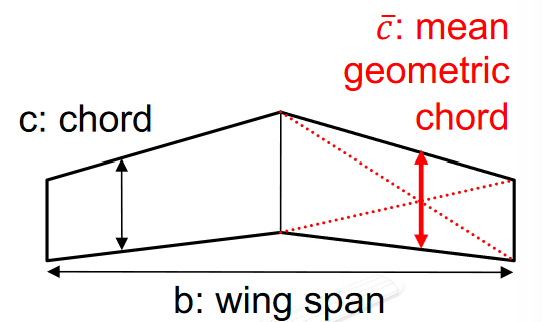 c̄: mean
geometric
chord
c: chord
b: wing span